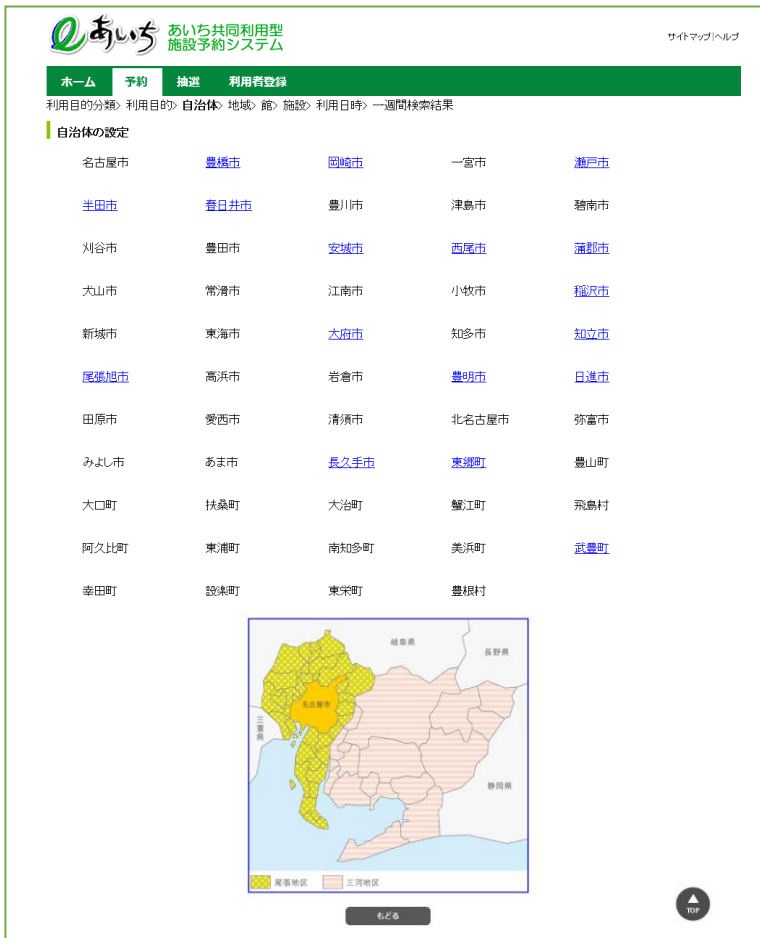 あいち
あいち共同利用型
施設予約システム
サイトマップ|ヘルプ
ホーム 予約 抽選 利用者登録
利用目的分類> 利用目的> 自治体> 地域> 館> 施設> 利用日時> 一週間検索結果
自治体の設定
名古屋市 豊橋市 岡崎市 一宮市 瀬戸市
半田市 春日井市 豊川市 津島市 碧南市
刈谷市 豊田市 安城市 西尾市 蒲郡市
犬山市 常滑市 江南市 小牧市 稲沢市
新城市 東海市 大府市 知多市 知立市
尾張旭市 高浜市 岩倉市 豊明市 日進市
田原市 愛西市 清須市 北名古屋市 弥富市
みよし市 あま市 長久手市 東郷町 豊山町
大口町 扶桑町 大治町 蟹江町 飛島村
阿久比町 東浦町 南知多町 美浜町 武豊町
幸田町 設楽町 東栄町 豊根村
岐阜県
長野県
名古屋市
三重県
静岡県
尾張地区 三河地区
もどる
TOP